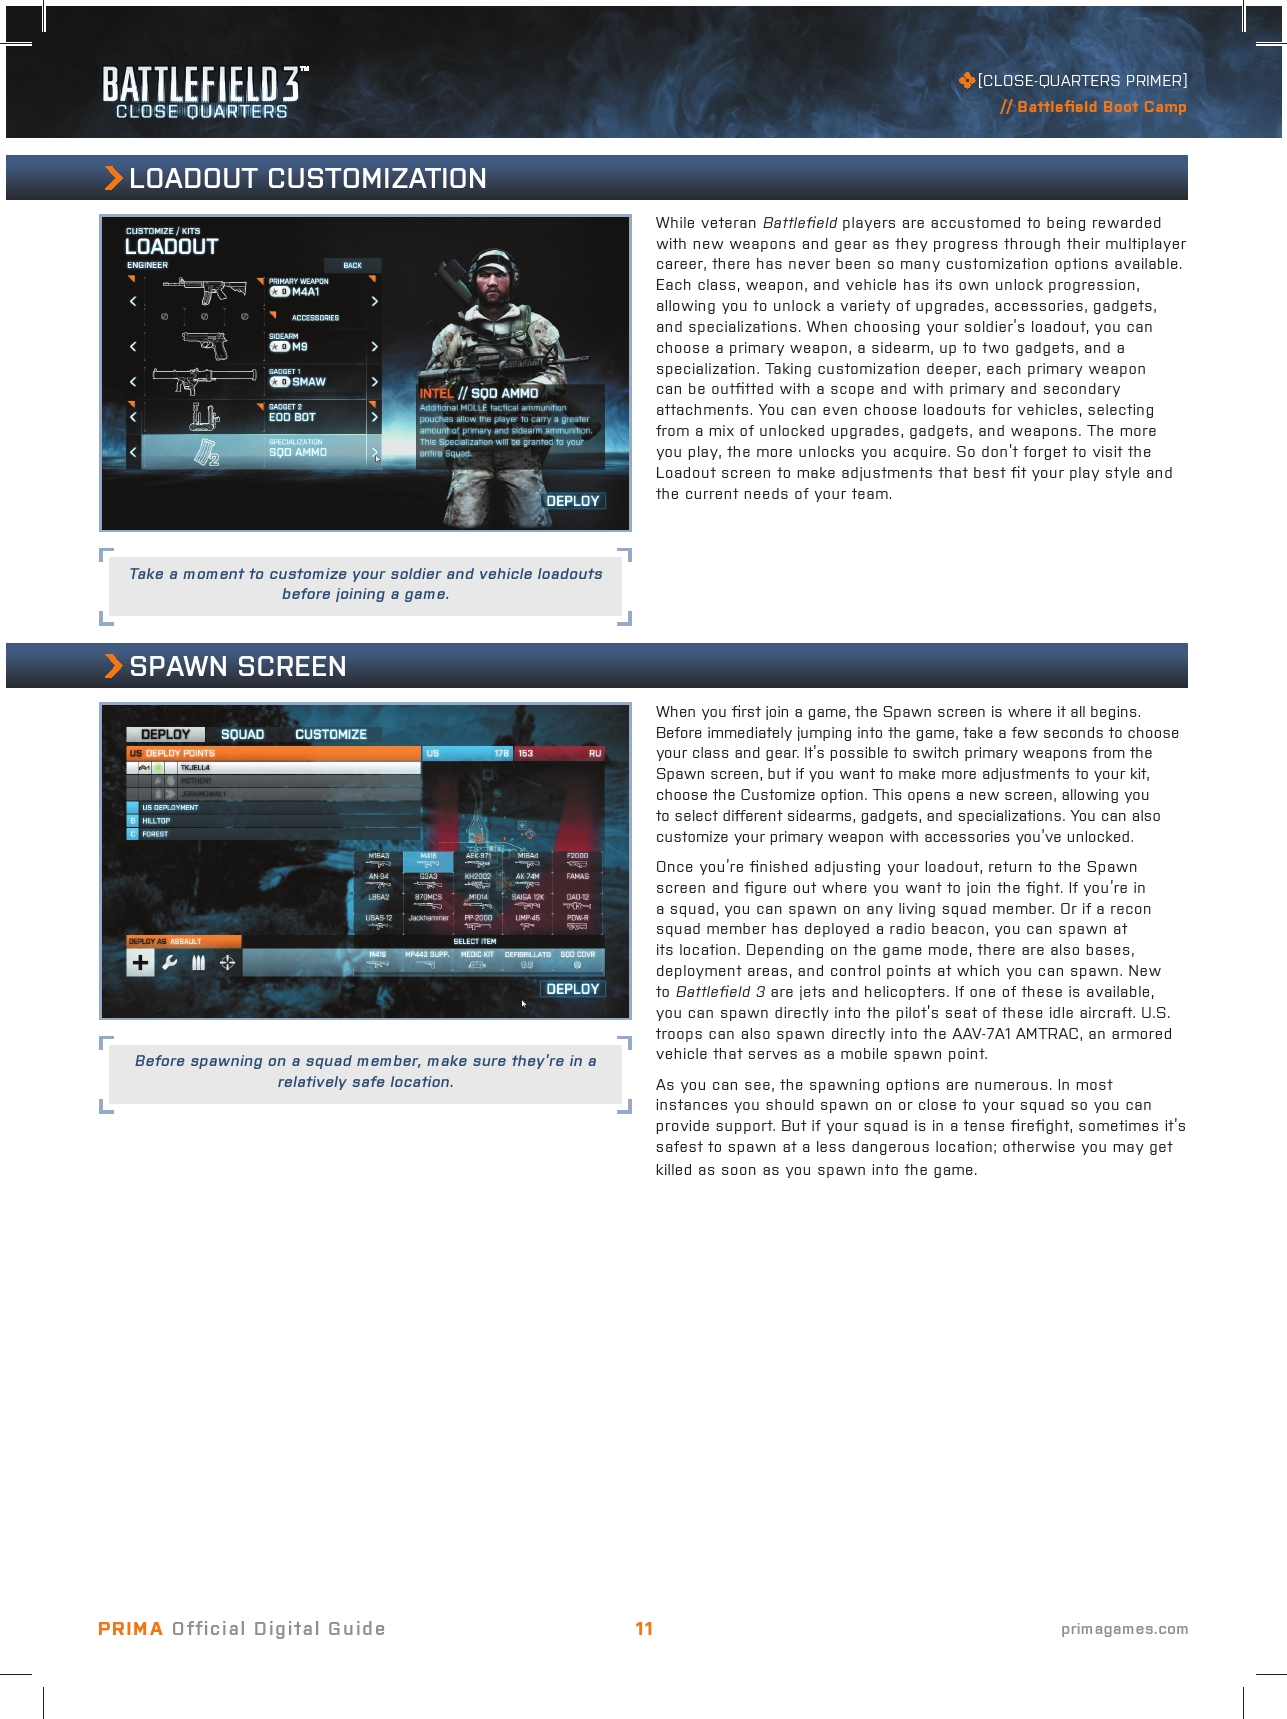 BATTLEFIELD 3™
CLOSE QUARTERS
[CLOSE-QUARTERS PRIMER]
// Battlefield Boot Camp
LOADOUT CUSTOMIZATION
CUSTOMIZE / KITS
LOADOUT
ENGINEER
BACK
PRIMARY WEAPON
0 M4A1
ACCESSORIES
SIDEARM
0 M9
GADGET 1
0 SMAW
GADGET 2
EOD BOT
SPECIALIZATION
SQD AMMO
INTEL // SQD AMMO
Additional MOLLE tactical ammunition
pouches allow the player to carry a greater
amount of primary and sidearm ammunition.
This Specialization will be granted to your
entire Squad.
DEPLOY
Take a moment to customize your soldier and vehicle loadouts
before joining a game.
While veteran Battlefield players are accustomed to being rewarded
with new weapons and gear as they progress through their multiplayer
career, there has never been so many customization options available.
Each class, weapon, and vehicle has its own unlock progression,
allowing you to unlock a variety of upgrades, accessories, gadgets,
and specializations. When choosing your soldier's loadout, you can
choose a primary weapon, a sidearm, up to two gadgets, and a
specialization. Taking customization deeper, each primary weapon
can be outfitted with a scope and with primary and secondary
attachments. You can even choose loadouts for vehicles, selecting
from a mix of unlocked upgrades, gadgets, and weapons. The more
you play, the more unlocks you acquire. So don't forget to visit the
Loadout screen to make adjustments that best fit your play style and
the current needs of your team.
SPAWN SCREEN
DEPLOY SQUAD CUSTOMIZE
US DEPLOY POINTS
US 178 153 RU
TKJELL4
US DEPLOYMENT
B HILLTOP
C FOREST
M16A3 M416 AEK-971 M16A4 F2000
AN-94 G3A3 KH2002 AK-74M FAMAS
L85A2 870MCS M1014 SAIGA 12K DAO-12
USAS-12 Jackhammer PP-2000 UMP-45 PDW-R
DEPLOY AS ASSAULT
SELECT ITEM
M416 MP443 SUPP. MEDIC KIT DEFIBRILLATO SQD COVR
DEPLOY
Before spawning on a squad member, make sure they're in a
relatively safe location.
When you first join a game, the Spawn screen is where it all begins.
Before immediately jumping into the game, take a few seconds to choose
your class and gear. It's possible to switch primary weapons from the
Spawn screen, but if you want to make more adjustments to your kit,
choose the Customize option. This opens a new screen, allowing you
to select different sidearms, gadgets, and specializations. You can also
customize your primary weapon with accessories you've unlocked.
Once you're finished adjusting your loadout, return to the Spawn
screen and figure out where you want to join the fight. If you're in
a squad, you can spawn on any living squad member. Or if a recon
squad member has deployed a radio beacon, you can spawn at
its location. Depending on the game mode, there are also bases,
deployment areas, and control points at which you can spawn. New
to Battlefield 3 are jets and helicopters. If one of these is available,
you can spawn directly into the pilot's seat of these idle aircraft. U.S.
troops can also spawn directly into the AAV-7A1 AMTRAC, an armored
vehicle that serves as a mobile spawn point.
As you can see, the spawning options are numerous. In most
instances you should spawn on or close to your squad so you can
provide support. But if your squad is in a tense firefight, sometimes it's
safest to spawn at a less dangerous location; otherwise you may get
killed as soon as you spawn into the game.
PRIMA Official Digital Guide
11
primagames.com